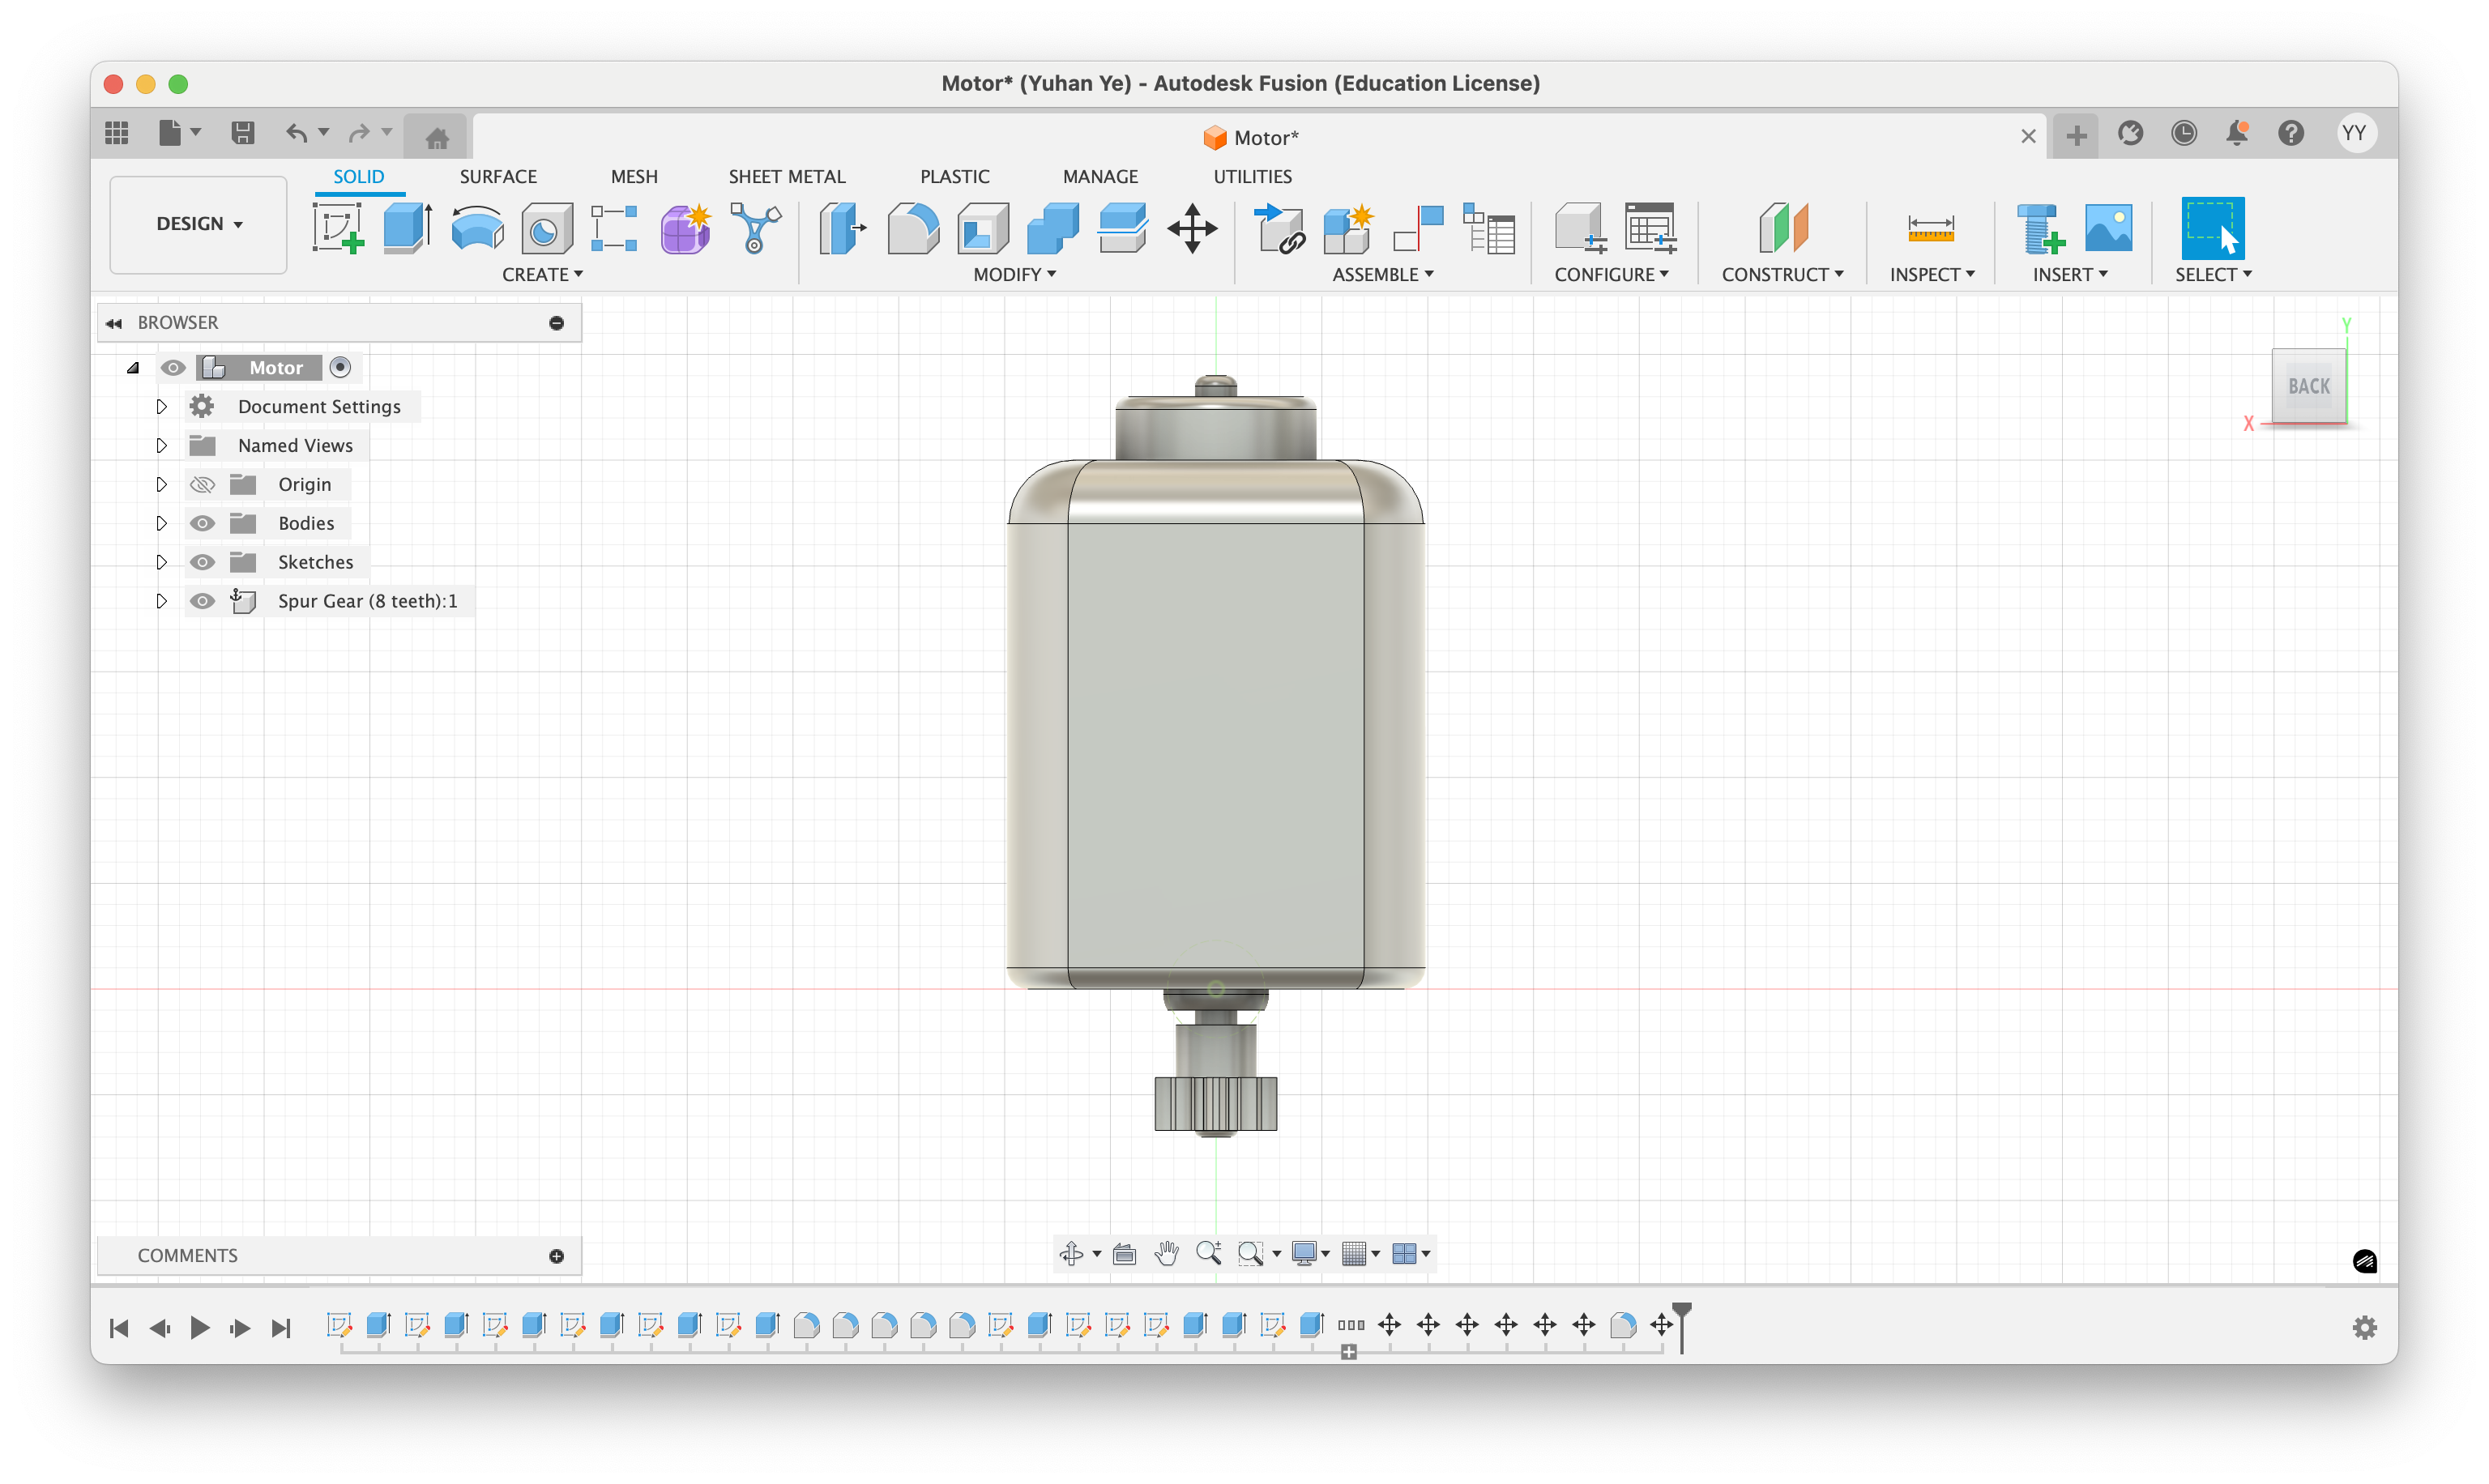 Motor* (Yuhan Ye) - Autodesk Fusion (Education License)
Motor*
YY
DESIGN
SOLID SURFACE MESH SHEET METAL PLASTIC MANAGE UTILITIES
CREATE MODIFY ASSEMBLE CONFIGURE CONSTRUCT INSPECT INSERT SELECT
BROWSER
Motor
Document Settings
Named Views
Origin
Bodies
Sketches
Spur Gear (8 teeth):1
Y
BACK
X
COMMENTS